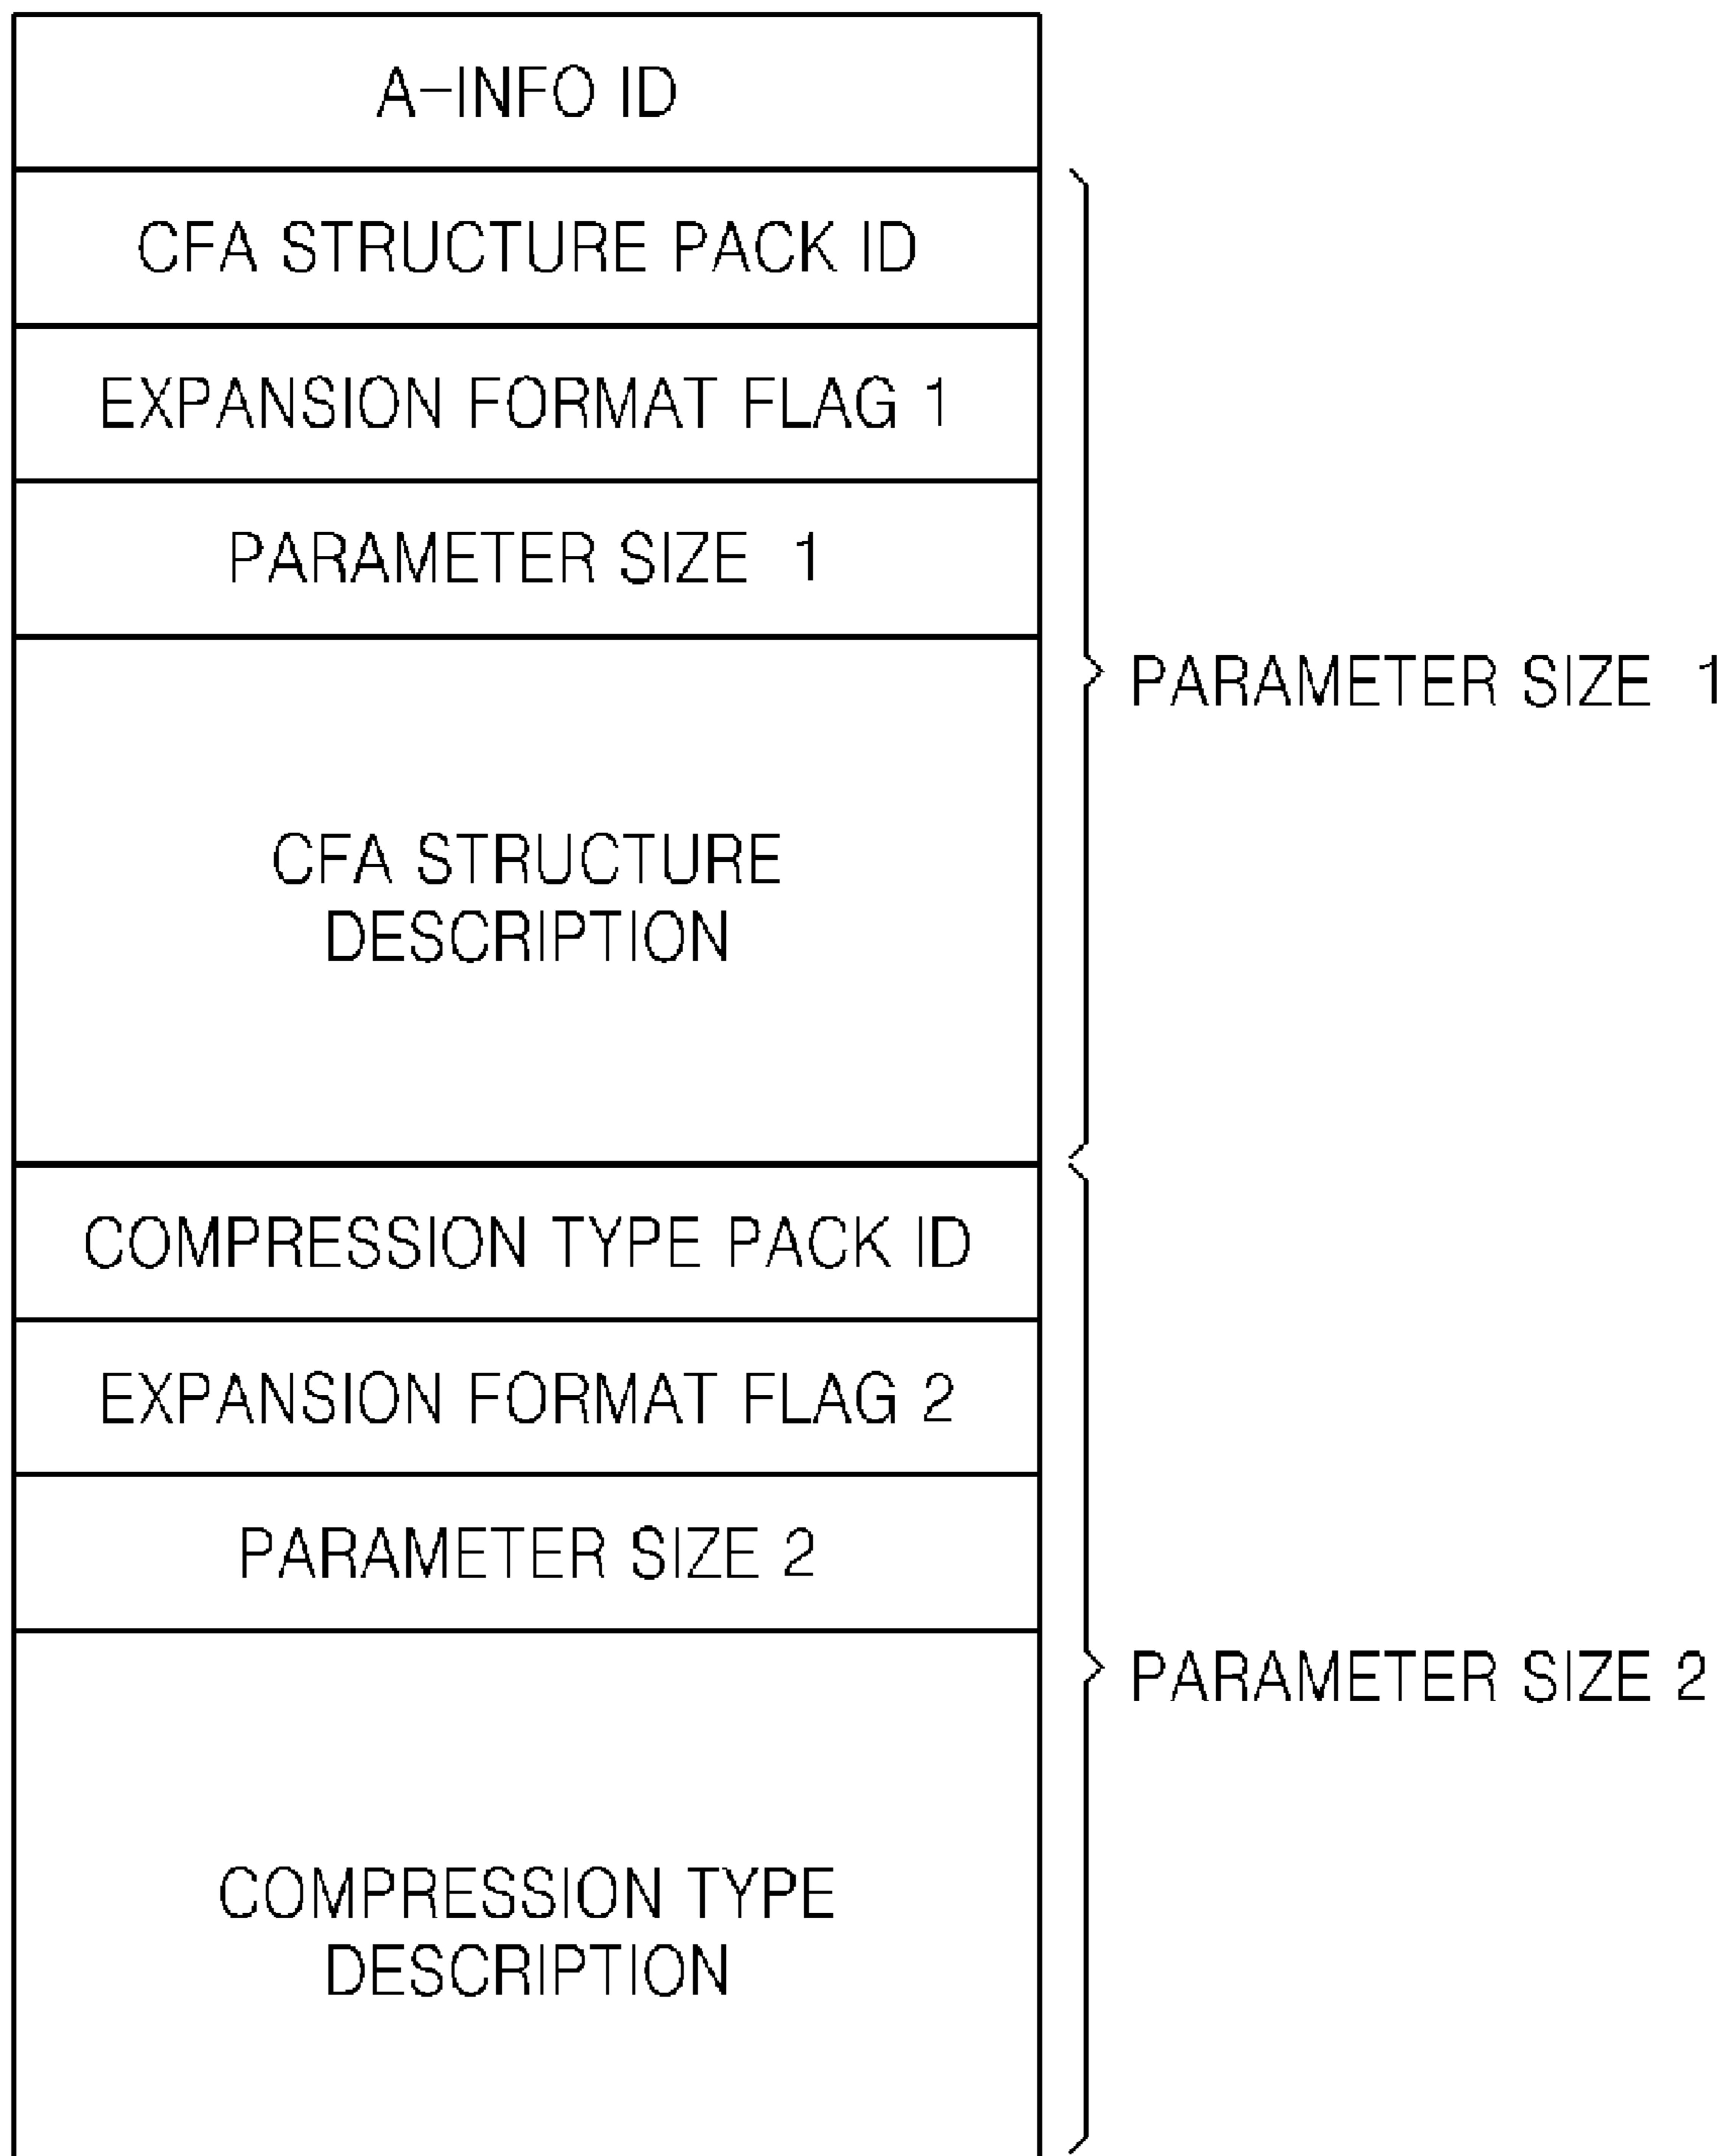 A-INFO ID
CFA STRUCTURE PACK ID
EXPANSION FORMAT FLAG 1
PARAMETER SIZE 1
PARAMETER SIZE 1
CFA STRUCTURE
DESCRIPTION
COMPRESSION TYPE PACK ID
EXPANSION FORMAT FLAG 2
PARAMETER SIZE 2
PARAMETER SIZE 2
COMPRESSION TYPE
DESCRIPTION